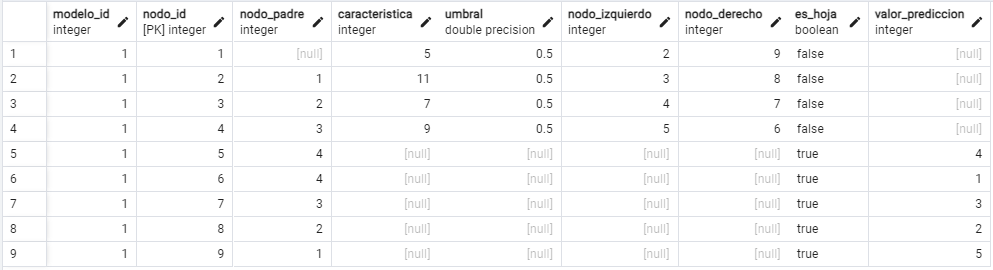 modelo_id nodo_id nodo_padre caracteristica umbral nodo_izquierdo nodo_derecho es_hoja valor_prediccion
integer [PK] integer integer integer double precision integer integer boolean integer
1 1 1 [null] 5 0.5 2 9 false [null]
2 1 2 1 11 0.5 3 8 false [null]
3 1 3 2 7 0.5 4 7 false [null]
4 1 4 3 9 0.5 5 6 false [null]
5 1 5 4 [null] [null] [null] [null] true 4
6 1 6 4 [null] [null] [null] [null] true 1
7 1 7 3 [null] [null] [null] [null] true 3
8 1 8 2 [null] [null] [null] [null] true 2
9 1 9 1 [null] [null] [null] [null] true 5